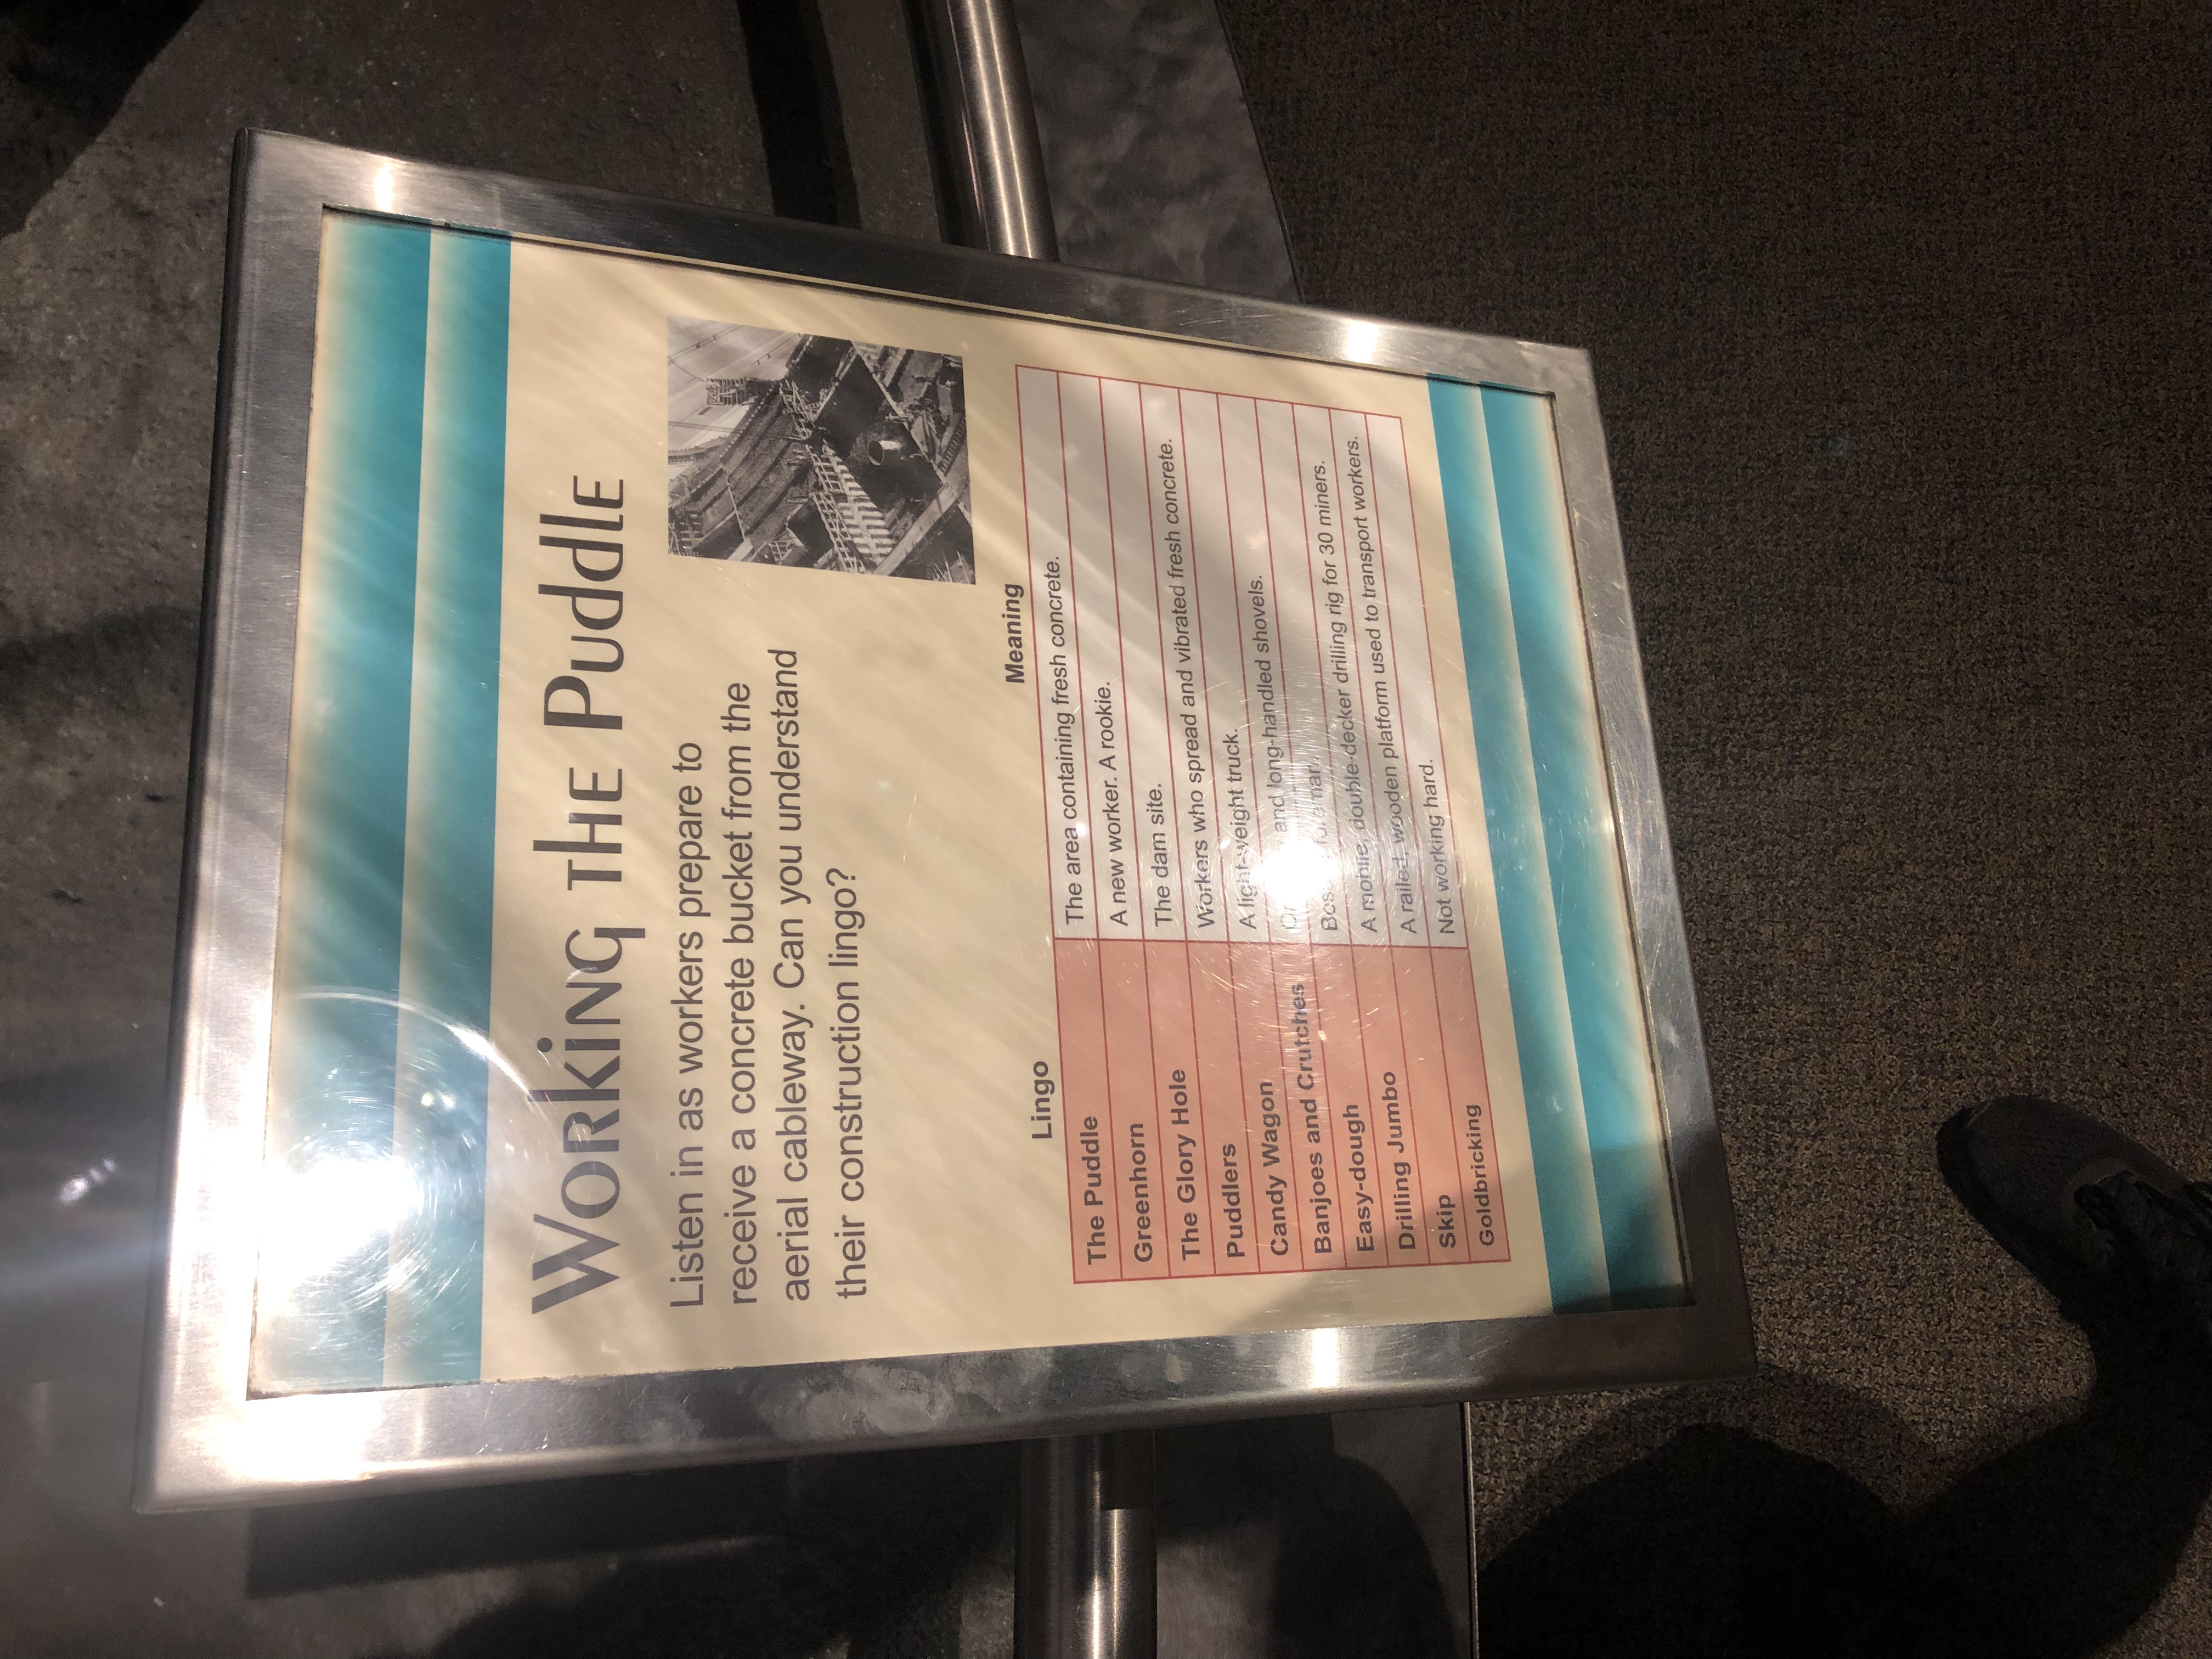 Working the Puddle
Listen in as workers prepare to
receive a concrete bucket from the
aerial cableway. Can you understand
their construction lingo?
Lingo Meaning
The Puddle The area containing fresh concrete.
Greenhorn A new worker. A rookie.
The Glory Hole The dam site.
Puddlers Workers who spread and vibrated fresh concrete.
Candy Wagon A light-weight truck.
Banjoes and Crutches and long-handled shovels.
Easy-dough foreman.
Drilling Jumbo A mobile, double-decker drilling rig for 30 miners.
Skip A railed, wooden platform used to transport workers.
Goldbricking Not working hard.